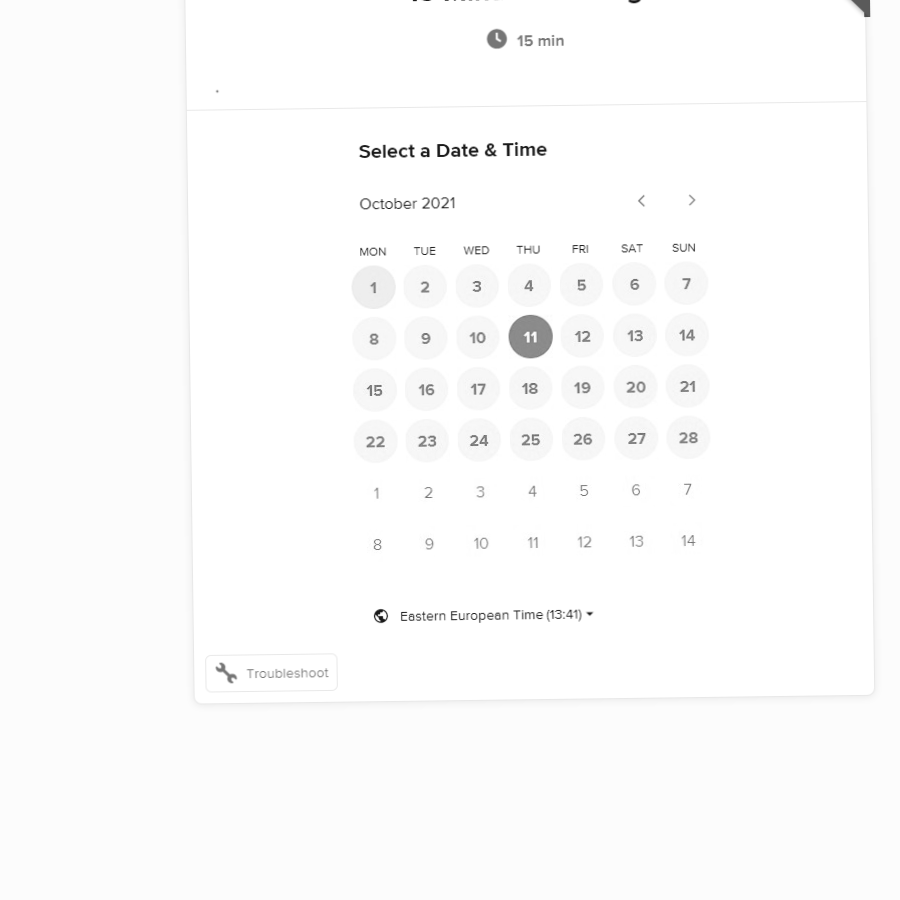 15 min
.
Select a Date & Time
October 2021
MON TUE WED THU FRI SAT SUN
1 2 3 4 5 6 7
8 9 10 11 12 13 14
15 16 17 18 19 20 21
22 23 24 25 26 27 28
1 2 3 4 5 6 7
8 9 10 11 12 13 14
Eastern European Time (13:41)
Troubleshoot